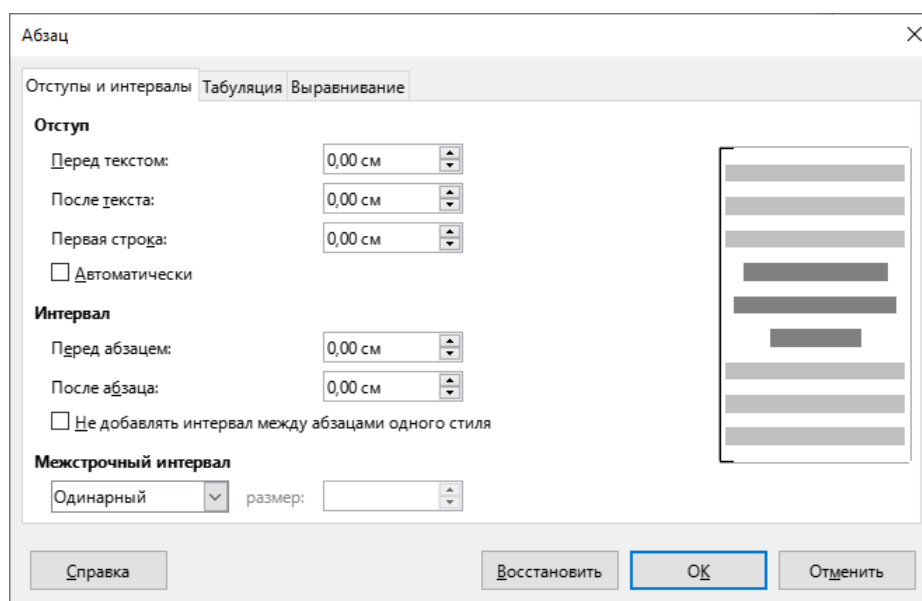 Абзац
Отступы и интервалы Табуляция Выравнивание
Отступ
Перед текстом: 0,00 см
После текста: 0,00 см
Первая строка: 0,00 см
Автоматически
Интервал
Перед абзацем: 0,00 см
После абзаца: 0,00 см
Не добавлять интервал между абзацами одного стиля
Межстрочный интервал
Одинарный размер:
Справка Восстановить ОК Отменить